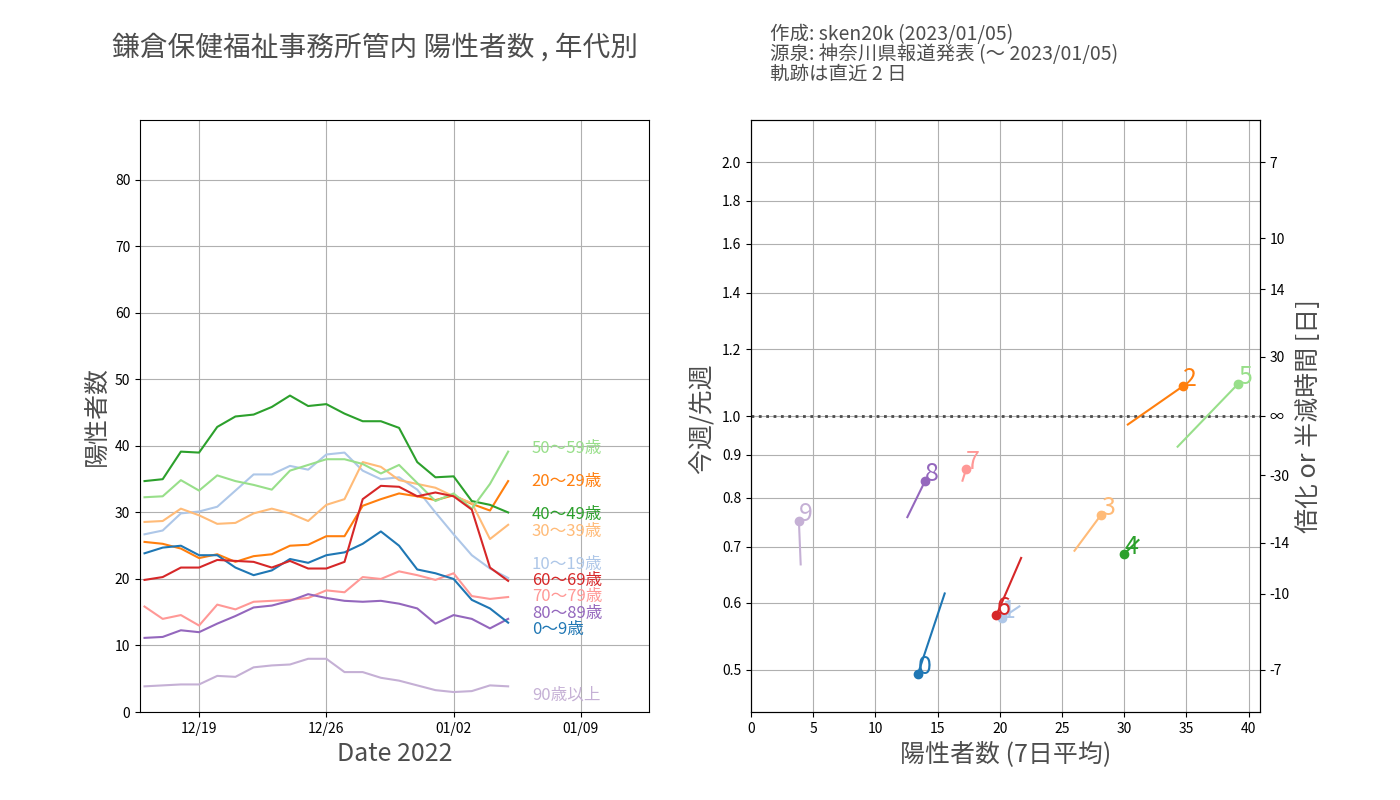 鎌倉保健福祉事務所管内 陽性者数 , 年代別
作成: sken20k (2023/01/05)
源泉: 神奈川県報道発表 (〜 2023/01/05)
軌跡は直近 2 日
陽性者数
80
70
60
50
40
30
20
10
0
50〜59歳
20〜29歳
40〜49歳
30〜39歳
10〜19歳
60〜69歳
70〜79歳
80〜89歳
0〜9歳
90歳以上
12/19
12/26
01/02
01/09
Date 2022
今週/先週
2.0
1.8
1.6
1.4
1.2
1.0
0.9
0.8
0.7
0.6
0.5
5
2
7
8
3
9
4
6
1
0
7
10
14
30
∞
-30
-14
-10
-7
倍化 or 半減時間 [日]
0
5
10
15
20
25
30
35
40
陽性者数 (7日平均)